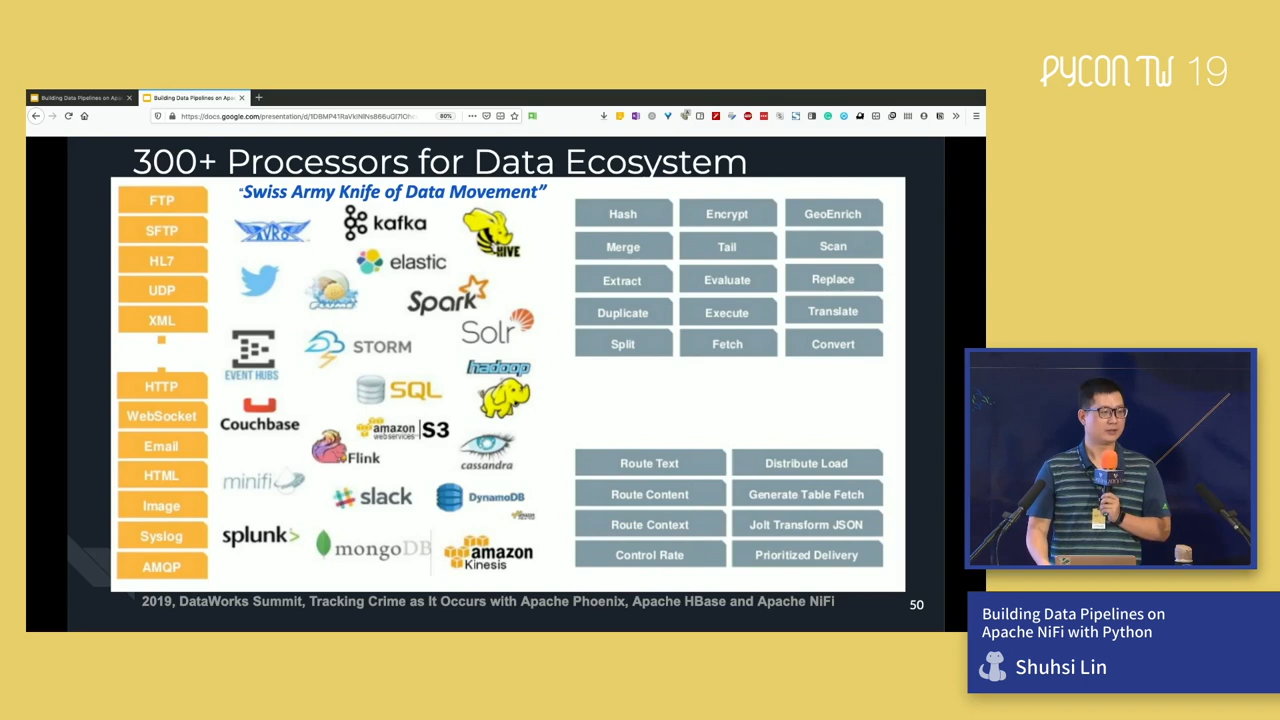 PYCON TW 19
Building Data Pipelines on Apa
Building Data Pipelines on Apac
80%
300+ Processors for Data Ecosystem
"Swiss Army Knife of Data Movement"
FTP
SFTP
HL7
UDP
XML
HTTP
WebSocket
Email
HTML
Image
Syslog
AMQP
AVRO
kafka
HIVE
elastic
Spark
Solr
EVENT HUBS
STORM
hadoop
SQL
Couchbase
amazon web services S3
Flink
cassandra
minifi
slack
DynamoDB
splunk>
mongoDB
amazon Kinesis
Hash Encrypt GeoEnrich
Merge Tail Scan
Extract Evaluate Replace
Duplicate Execute Translate
Split Fetch Convert
Route Text Distribute Load
Route Content Generate Table Fetch
Route Context Jolt Transform JSON
Control Rate Prioritized Delivery
2019, DataWorks Summit, Tracking Crime as It Occurs with Apache Phoenix, Apache HBase and Apache NiFi
50
Building Data Pipelines on
Apache NiFi with Python
Shuhsi Lin